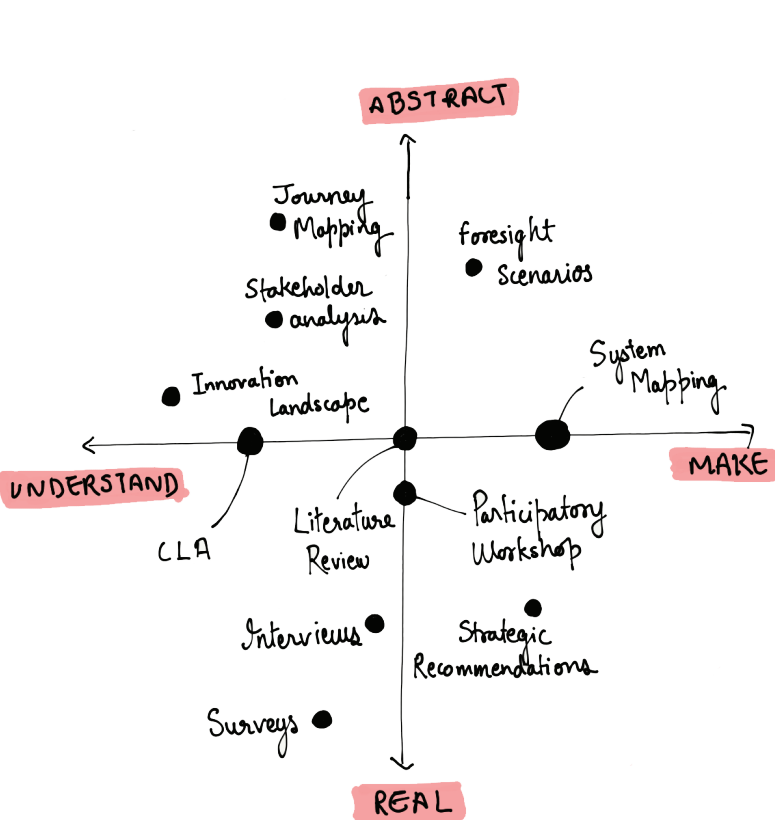 ABSTRACT
Journey
Mapping
Foresight
Scenarios
Stakeholder
analysis
System
Mapping
Innovation
Landscape
MAKE
UNDERSTAND
CLA
Literature
Review
Participatory
Workshop
Interviews
Strategic
Recommendations
Surveys
REAL